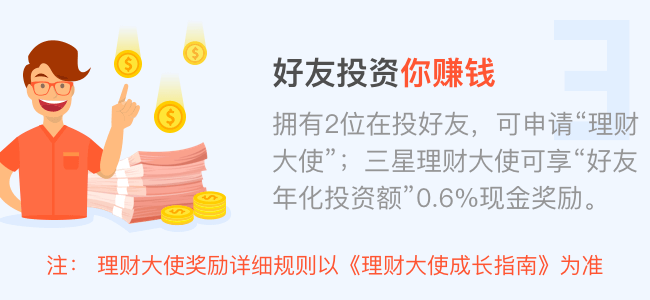 好友投资你赚钱
拥有2位在投好友，可申请“理财
大使”；三星理财大使可享“好友
年化投资额”0.6%现金奖励。
注： 理财大使奖励详细规则以《理财大使成长指南》为准